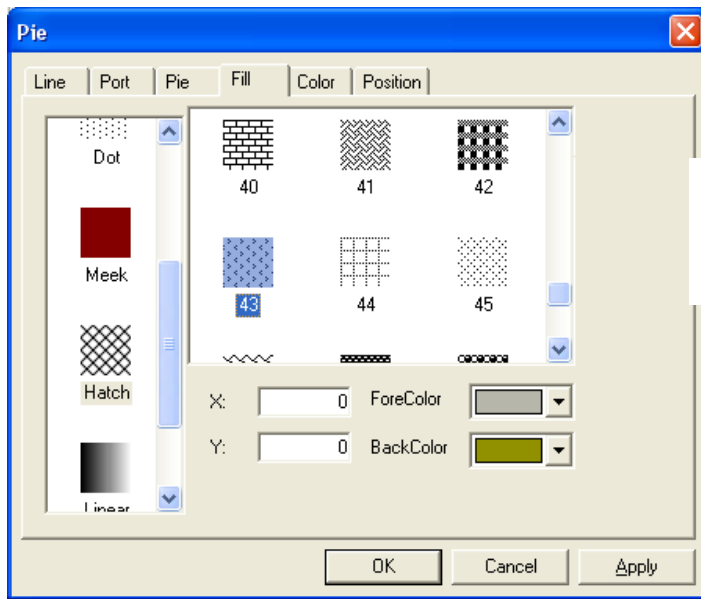 Pie
Line Port Pie Fill Color Position
Dot
Meek
Hatch
Linear
40 41 42
43 44 45
X: 0 ForeColor
Y: 0 BackColor
OK Cancel Apply